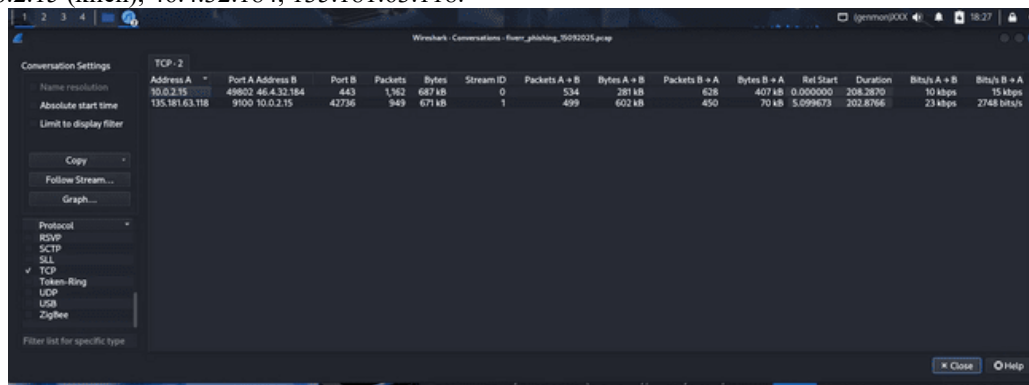 46.4.32.184, 135.181.63.118.
1 2 3 4 (genmon)XXX 18:27
Wireshark · Conversations - fiverr_phishing_15092025.pcap
Conversation Settings
Name resolution
Absolute start time
Limit to display filter
Copy
Follow Stream...
Graph...
Protocol
RSVP
SCTP
SLL
TCP
Token-Ring
UDP
USB
ZigBee
Filter list for specific type
TCP · 2
Address A Port A Address B Port B Packets Bytes Stream ID Packets A → B Bytes A → B Packets B → A Bytes B → A Rel Start Duration Bits/s A → B Bits/s B → A
10.0.2.15 49802 46.4.32.184 443 1,162 687 kB 0 534 281 kB 628 407 kB 0.000000 208.2870 10 kbps 15 kbps
135.181.63.118 9100 10.0.2.15 42736 949 671 kB 1 499 602 kB 450 70 kB 5.099673 202.8766 23 kbps 2748 bits/s
Close Help